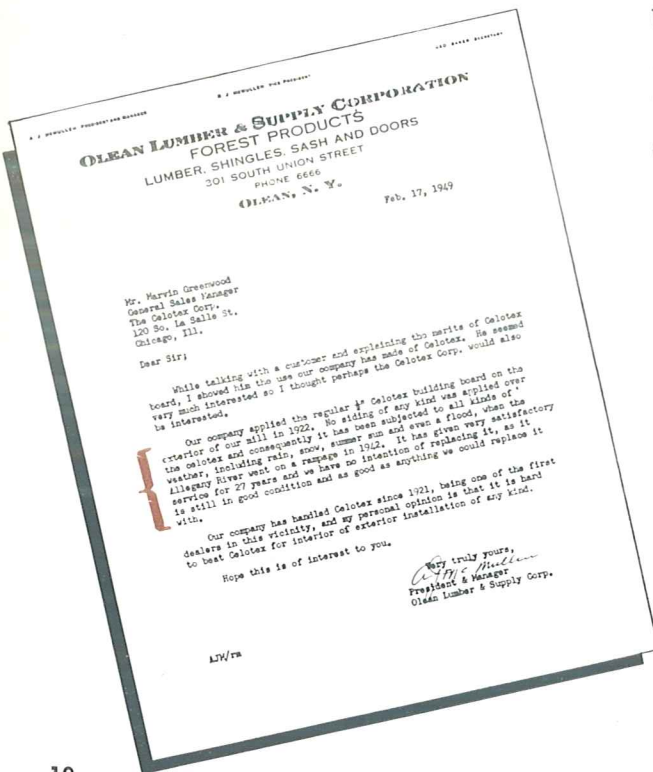 A J MCMULLEN PRESIDENT AND MANAGER
A J MCMULLEN VICE PRESIDENT
BAKER SECRETARY
OLEAN LUMBER & SUPPLY CORPORATION
FOREST PRODUCTS
LUMBER, SHINGLES, SASH AND DOORS
301 SOUTH UNION STREET
PHONE 6666
OLEAN, N. Y.
Feb. 17, 1949
Mr. Marvin Greenwood
General Sales Manager
The Celotex Corp.
120 So. La Salle St.
Chicago, Ill.
Dear Sir;
While talking with a customer and explaining the merits of Celotex
board, I showed him the use our company has made of Celotex. He seemed
very much interested so I thought perhaps the Celotex Corp. would also
be interested.
Our company applied the regular ½" Celotex building board on the
exterior of our mill in 1922. No siding of any kind was applied over
the celotex and consequently it has been subjected to all kinds of
weather, including rain, snow, summer sun and even a flood, when the
Allegany River went on a rampage in 1942. It has given very satisfactory
service for 27 years and we have no intention of replacing it, as it
is still in good condition and as good as anything we could replace it
with.
Our company has handled Celotex since 1921, being one of the first
dealers in this vicinity, and my personal opinion is that it is hard
to beat Celotex for interior of exterior installation of any kind.
Hope this is of interest to you.
Very truly yours,
A J McMullen
President & Manager
Olean Lumber & Supply Corp.
AJM/rm
10